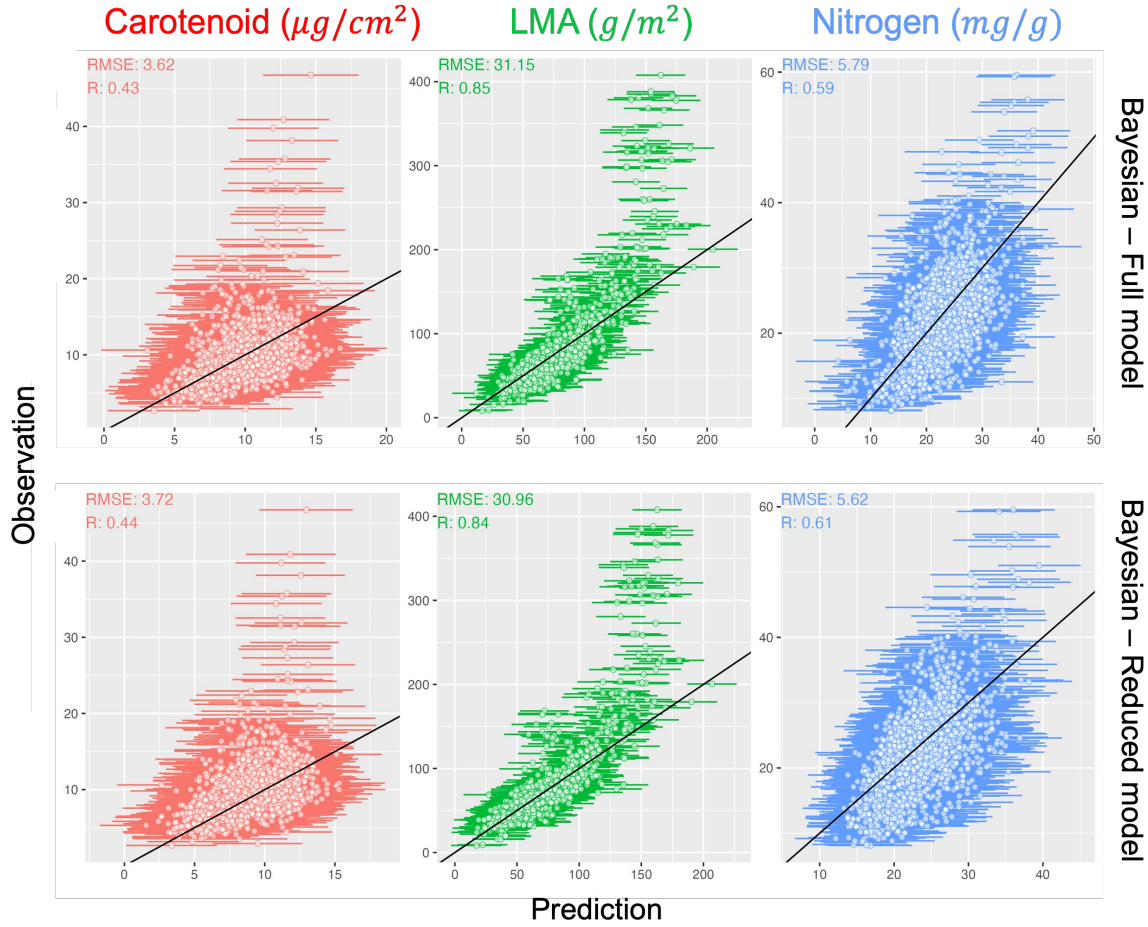 Carotenoid (μg/cm²) LMA (g/m²) Nitrogen (mg/g)
RMSE: 3.62
R: 0.43
40
30
20
10
0 5 10 15 20
RMSE: 31.15
R: 0.85
400
300
200
100
0
0 50 100 150 200
RMSE: 5.79
R: 0.59
60
40
20
0 10 20 30 40 50
Bayesian – Full model
Observation
RMSE: 3.72
R: 0.44
40
30
20
10
0 5 10 15
RMSE: 30.96
R: 0.84
400
300
200
100
0
0 50 100 150 200
RMSE: 5.62
R: 0.61
60
40
20
10 20 30 40
Bayesian – Reduced model
Prediction